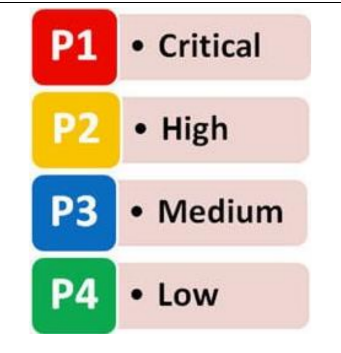 P1 • Critical
P2 • High
P3 • Medium
P4 • Low